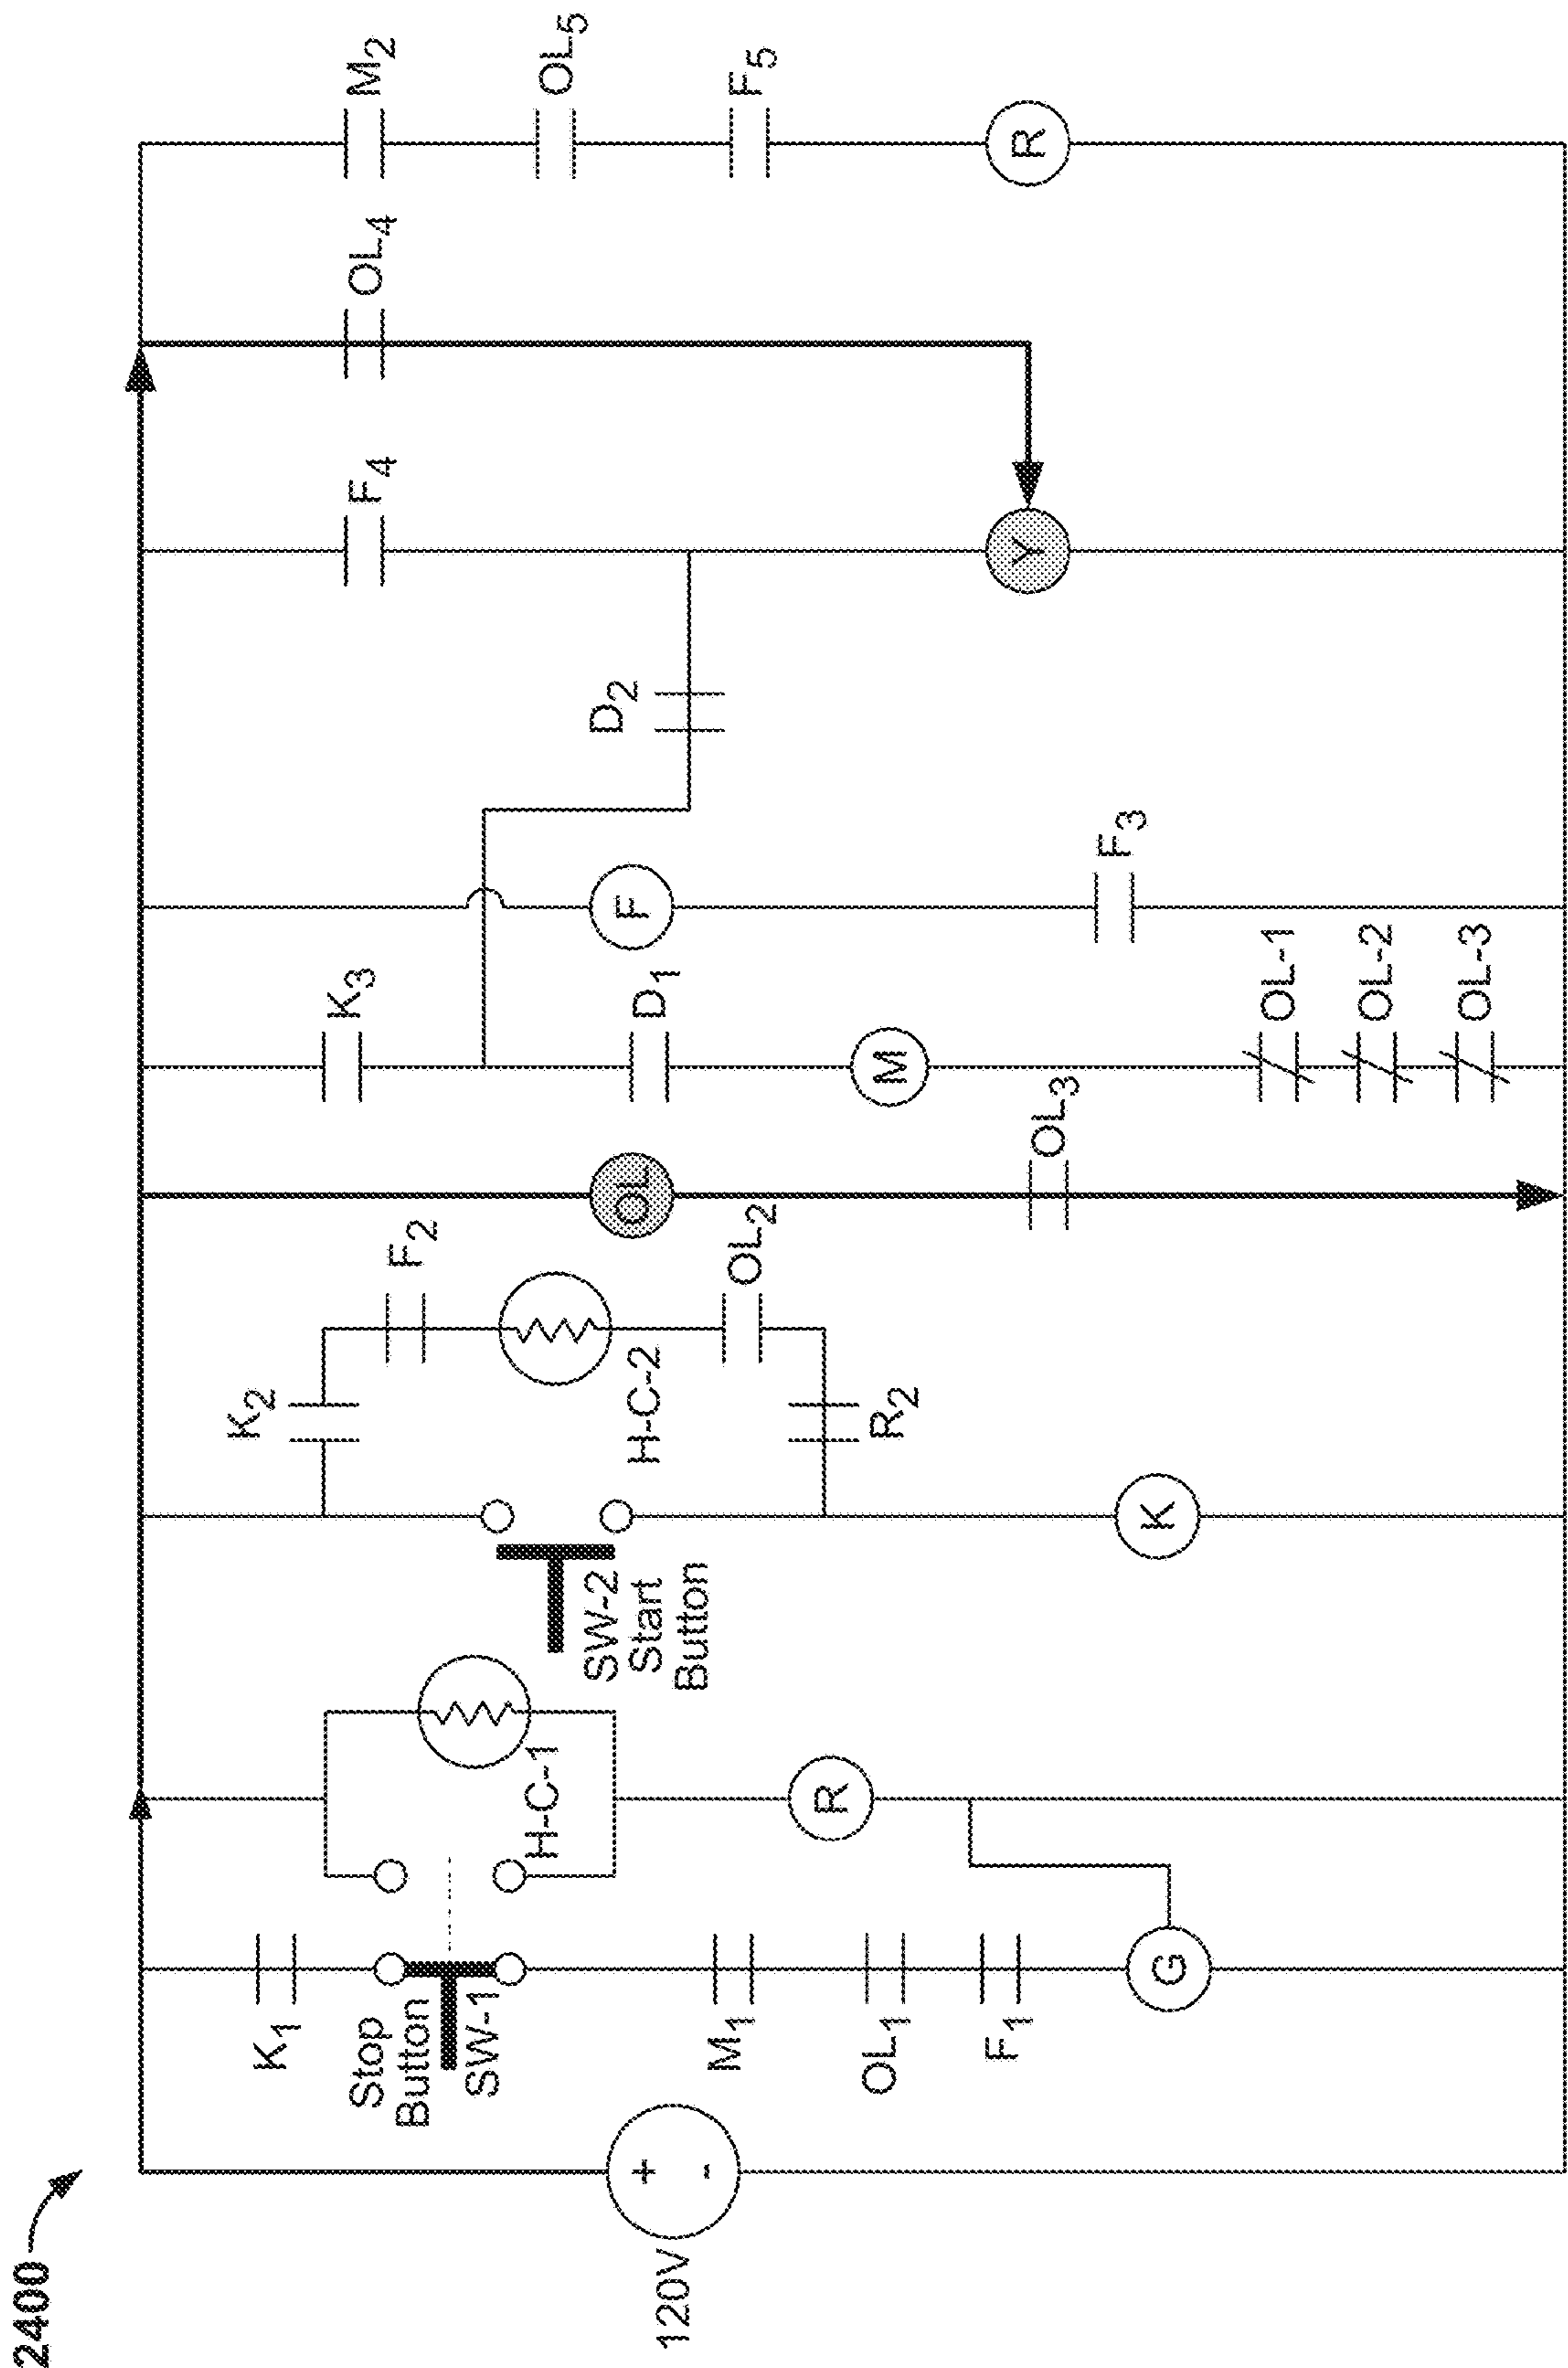 2400
120V
+
-
K1
Stop
Button
SW-1
M1
OL1
F1
G
H-C-1
R
SW-2
Start
Button
K2
F2
H-C-2
OL2
R2
K
OL
OL3
K3
D1
M
OL-1
OL-2
OL-3
F
F3
D2
F4
Y
OL4
M2
OL5
F5
R